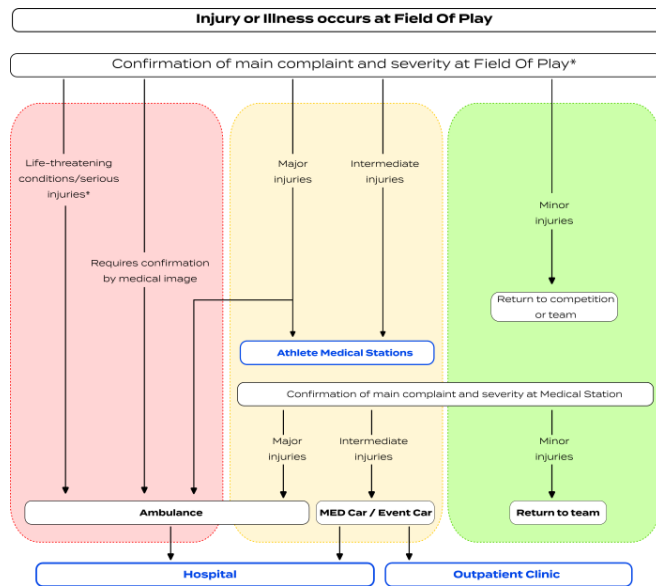 Injury or Illness occurs at Field Of Play
Confirmation of main complaint and severity at Field Of Play*
Life-threatening
conditions/serious
injuries*
Major
injuries
Intermediate
injuries
Minor
injuries
Requires confirmation
by medical image
Return to competition
or team
Athlete Medical Stations
Confirmation of main complaint and severity at Medical Station
Major
injuries
Intermediate
injuries
Minor
injuries
Ambulance
MED Car / Event Car
Return to team
Hospital
Outpatient Clinic